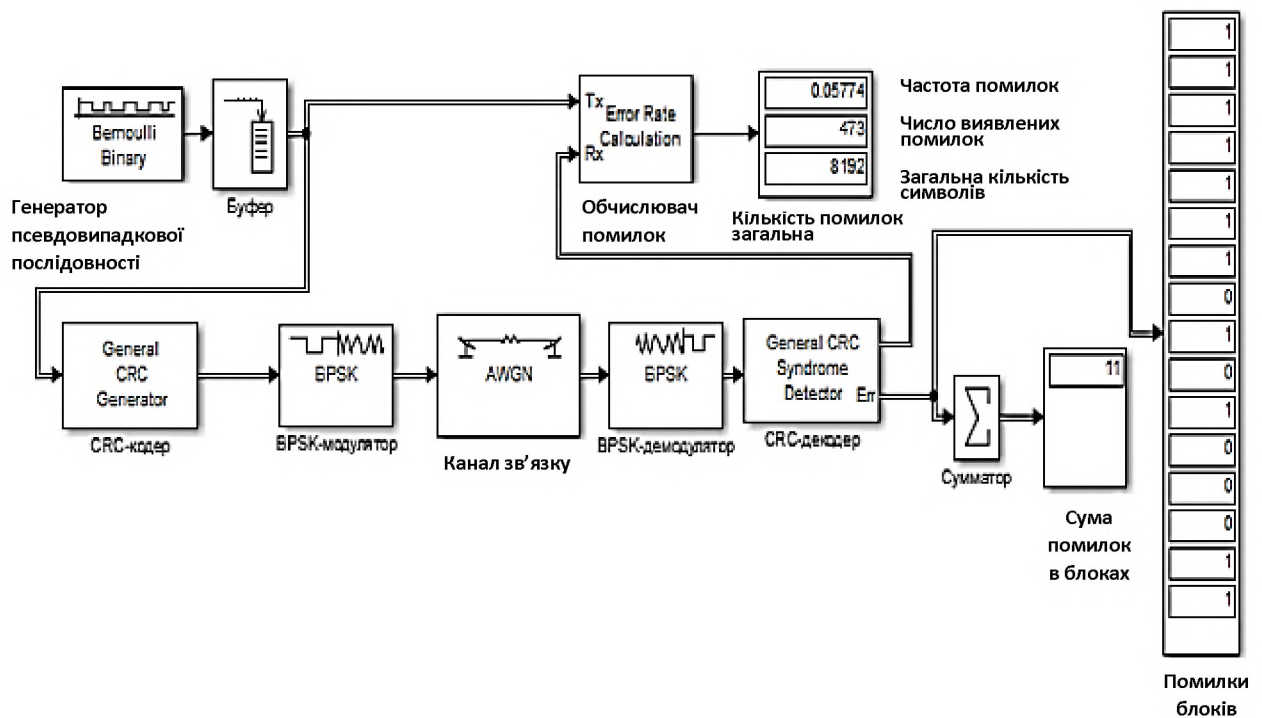 Bernoulli
Binary
Генератор
псевдовипадкової
послідовності
Буфер
Tx
Error Rate
Calculation
Rx
Обчислювач
помилок
0.05774
473
8192
Кількість помилок
загальна
Частота помилок
Число виявлених
помилок
Загальна кількість
символів
General
CRC
Generator
CRC-кодер
BPSK
BPSK-модулятор
AWGN
Канал зв’язку
BPSK
BPSK-демодулятор
General CRC
Syndrome
Detector
Err
CRC-декодер
Σ
Сумматор
11
Сума
помилок
в блоках
1
1
1
1
1
1
1
0
1
0
1
0
0
0
1
1
Помилки
блоків